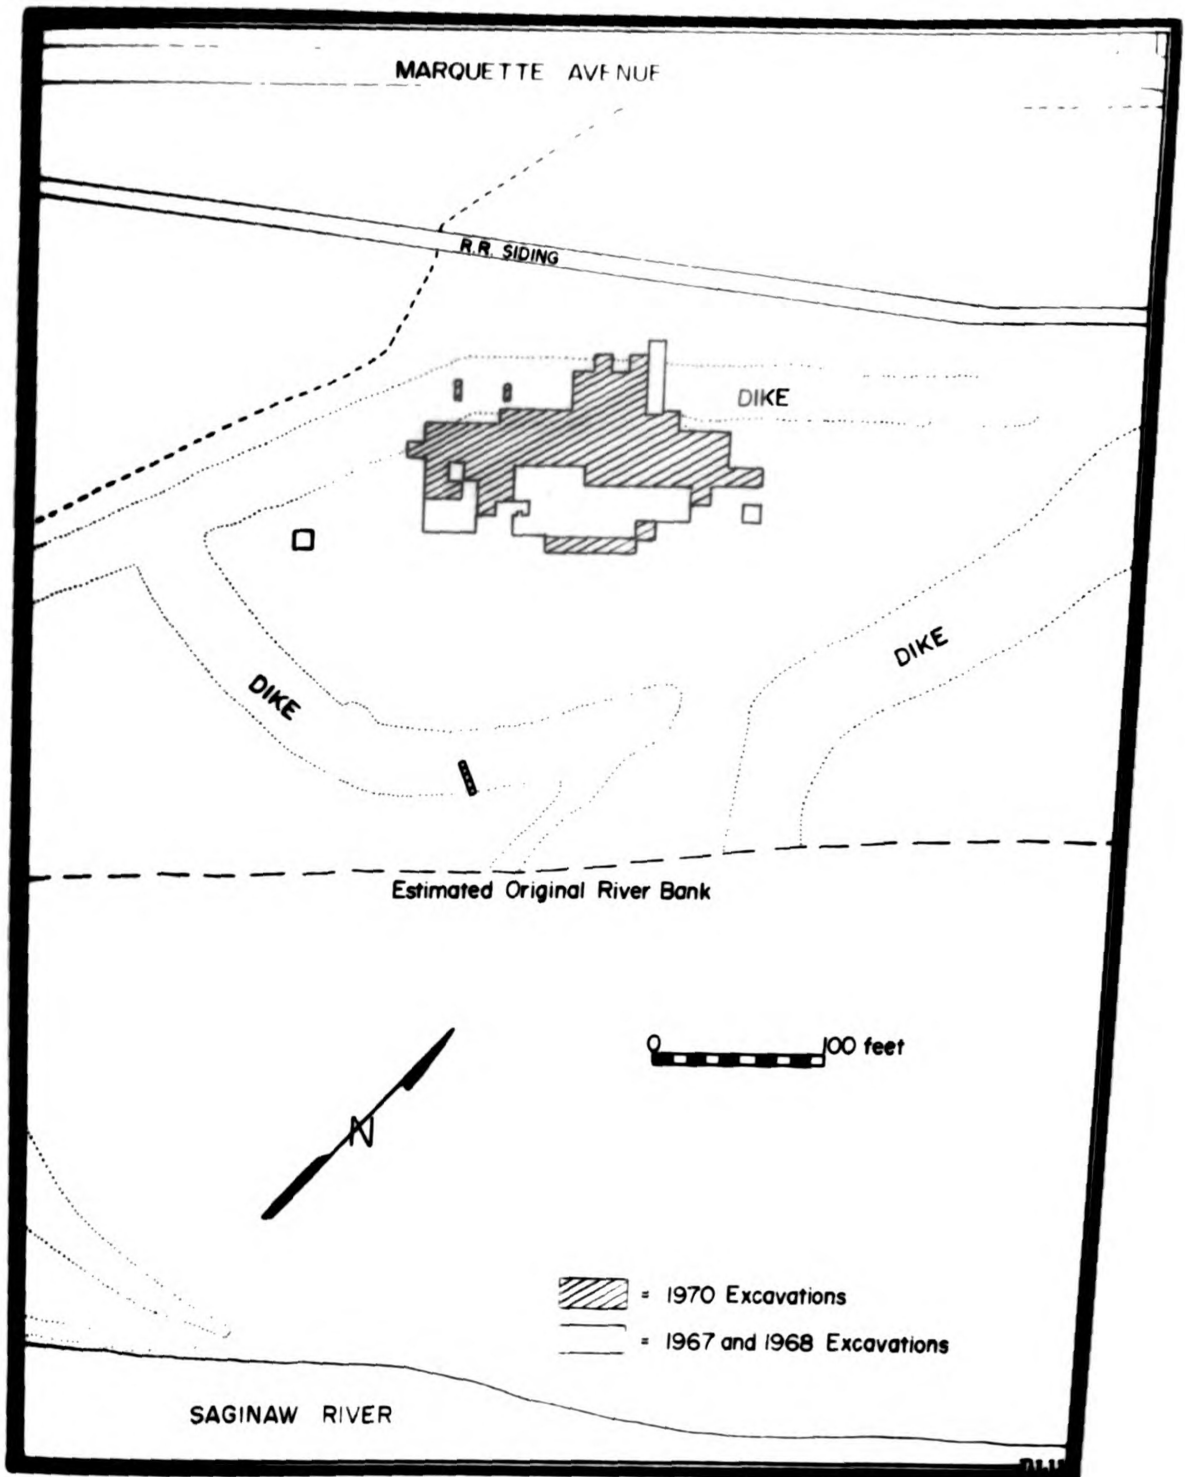 MARQUETTE AVENUE
R.R. SIDING
DIKE
DIKE
DIKE
Estimated Original River Bank
0 100 feet
N
= 1970 Excavations
= 1967 and 1968 Excavations
SAGINAW RIVER